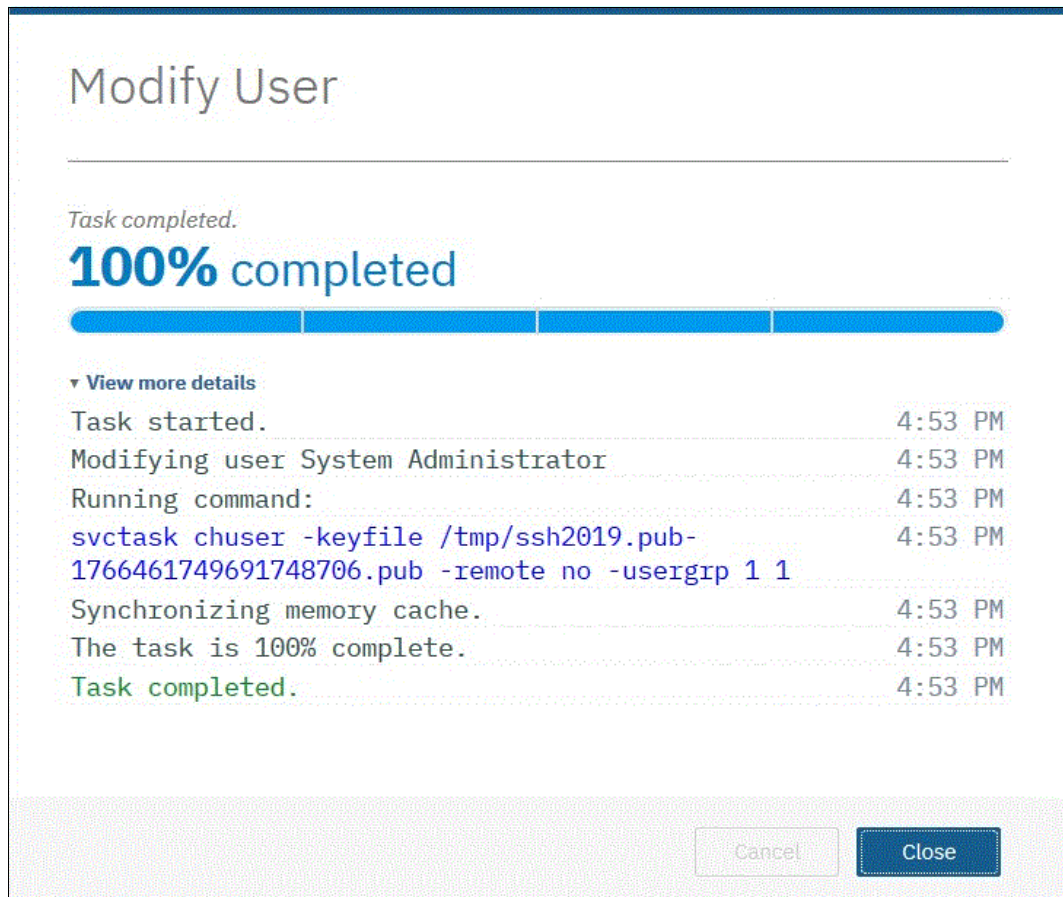 Modify User
Task completed.
100% completed
▾ View more details
Task started. 4:53 PM
Modifying user System Administrator 4:53 PM
Running command: 4:53 PM
svctask chuser -keyfile /tmp/ssh2019.pub- 4:53 PM
1766461749691748706.pub -remote no -usergrp 1 1
Synchronizing memory cache. 4:53 PM
The task is 100% complete. 4:53 PM
Task completed. 4:53 PM
Cancel Close